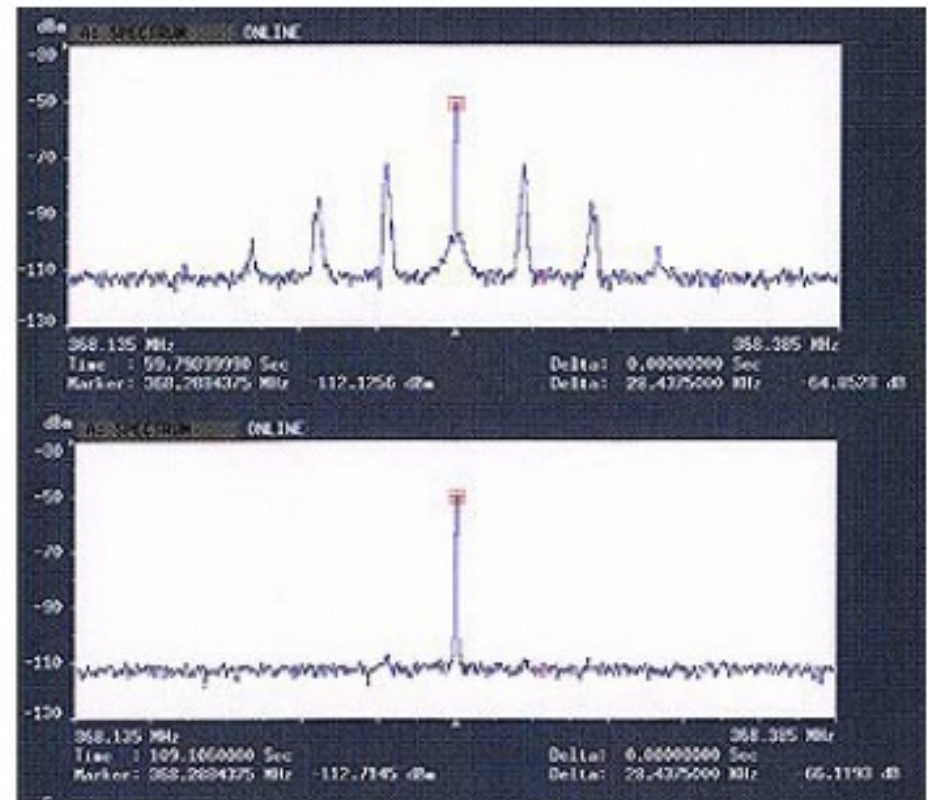 dBm A: SPECTRUM ONLINE
-30
-50
-70
-90
-110
-130
368.135 MHz 368.385 MHz
Time : Sec Delta: 0.00000000 Sec
Marker: 368.2884375 MHz -112.1256 dBm Delta: 28.4375000 KHz -64.8528 dB
dBm A: SPECTRUM ONLINE
-30
-50
-70
-90
-110
-130
368.135 MHz 368.385 MHz
Time : 109.1060000 Sec Delta: 0.00000000 Sec
Marker: 368.2884375 MHz -112.7145 dBm Delta: 28.4375000 KHz -66.1193 dB